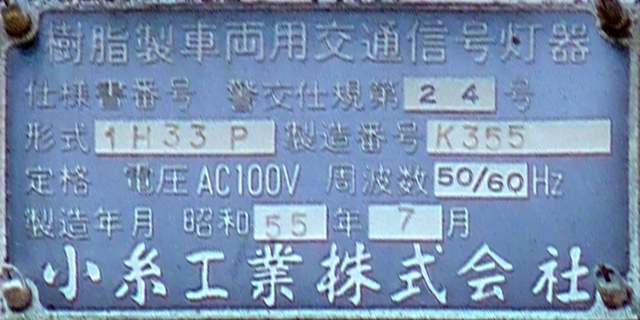 樹脂製車両用交通信号灯器
仕様書番号 警交仕規第 24 号
形式 1H33P 製造番号 K355
定格 電圧 AC100V 周波数 50/60 Hz
製造年月 昭和 55 年 7 月
小糸工業株式会社